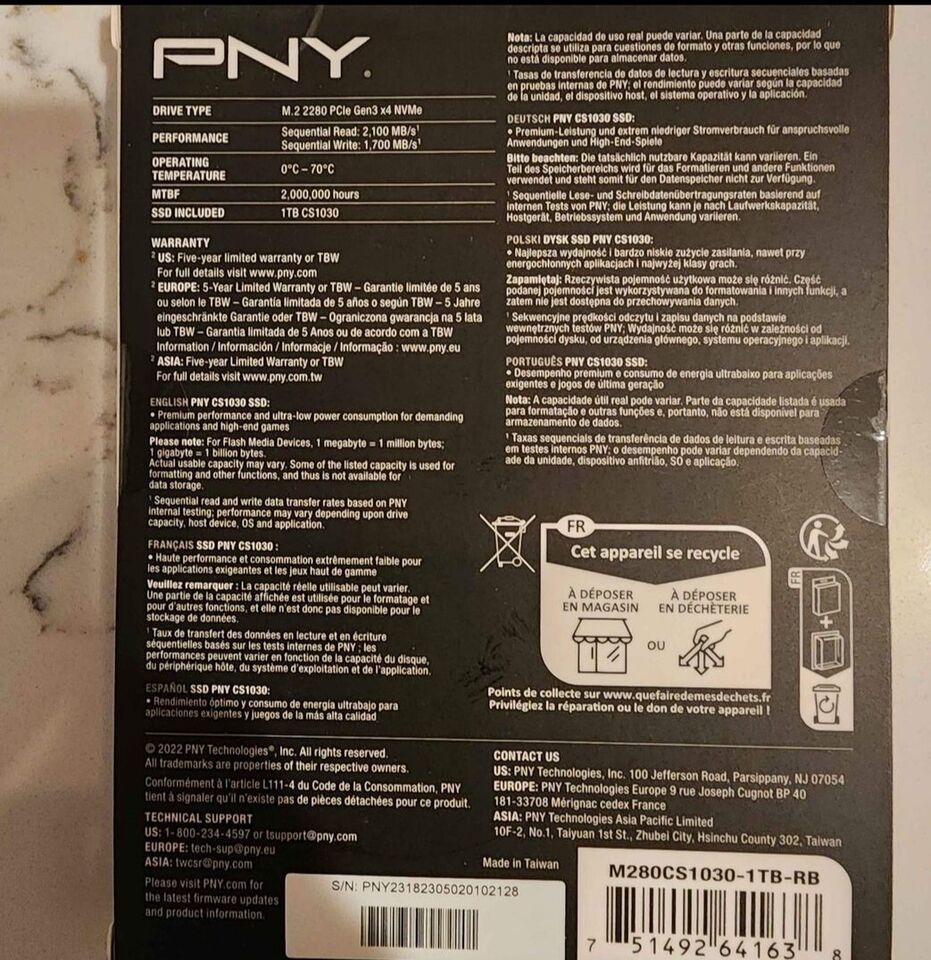 PNY.
DRIVE TYPE M.2 2280 PCIe Gen3 x4 NVMe
PERFORMANCE Sequential Read: 2,100 MB/s¹
Sequential Write: 1,700 MB/s¹
OPERATING TEMPERATURE 0°C – 70°C
MTBF 2,000,000 hours
SSD INCLUDED 1TB CS1030
WARRANTY
² US: Five-year limited warranty or TBW
For full details visit www.pny.com
² EUROPE: 5-Year Limited Warranty or TBW – Garantie limitée de 5 ans
ou selon le TBW – Garantía limitada de 5 años o según TBW – 5 Jahre
eingeschränkte Garantie oder TBW – Ograniczona gwarancja na 5 lata
lub TBW – Garantia limitada de 5 Anos ou de acordo com a TBW
Information / Información / Informacje / Informação : www.pny.eu
² ASIA: Five-year Limited Warranty or TBW
For full details visit www.pny.com.tw
ENGLISH PNY CS1030 SSD:
• Premium performance and ultra-low power consumption for demanding
applications and high-end games
Please note: For Flash Media Devices, 1 megabyte = 1 million bytes;
1 gigabyte = 1 billion bytes.
Actual usable capacity may vary. Some of the listed capacity is used for
formatting and other functions, and thus is not available for
data storage.
¹ Sequential read and write data transfer rates based on PNY
internal testing; performance may vary depending upon drive
capacity, host device, OS and application.
FRANÇAIS SSD PNY CS1030 :
• Haute performance et consommation extrêmement faible pour
les applications exigeantes et les jeux haut de gamme
Veuillez remarquer : La capacité réelle utilisable peut varier.
Une partie de la capacité affichée est utilisée pour le formatage et
pour d'autres fonctions, et elle n'est donc pas disponible pour le
stockage de données.
¹ Taux de transfert des données en lecture et en écriture
séquentielles basés sur les tests internes de PNY ; les
performances peuvent varier en fonction de la capacité du disque,
du périphérique hôte, du système d'exploitation et de l'application.
ESPAÑOL SSD PNY CS1030:
• Rendimiento óptimo y consumo de energía ultrabajo para
aplicaciones exigentes y juegos de la más alta calidad
Nota: La capacidad de uso real puede variar. Una parte de la capacidad
descripta se utiliza para cuestiones de formato y otras funciones, por lo que
no está disponible para almacenar datos.
¹ Tasas de transferencia de datos de lectura y escritura secuenciales basadas
en pruebas internas de PNY; el rendimiento puede variar según la capacidad
de la unidad, el dispositivo host, el sistema operativo y la aplicación.
DEUTSCH PNY CS1030 SSD:
• Premium-Leistung und extrem niedriger Stromverbrauch für anspruchsvolle
Anwendungen und High-End-Spiele
Bitte beachten: Die tatsächlich nutzbare Kapazität kann variieren. Ein
Teil des Speicherbereichs wird für das Formatieren und andere Funktionen
verwendet und steht somit für den Datenspeicher nicht zur Verfügung.
¹ Sequentielle Lese- und Schreibdatenübertragungsraten basierend auf
internen Tests von PNY; die Leistung kann je nach Laufwerkskapazität,
Hostgerät, Betriebssystem und Anwendung variieren.
POLSKI DYSK SSD PNY CS1030:
• Najlepsza wydajność i bardzo niskie zużycie zasilania, nawet przy
energochłonnych aplikacjach i najwyżej klasy grach.
Zapamiętaj: Rzeczywista pojemność użytkowa może się różnić. Część
podanej pojemności jest wykorzystywana do formatowania i innych funkcji, a
zatem nie jest dostępna do przechowywania danych.
¹ Sekwencyjne prędkości odczytu i zapisu danych na podstawie
wewnętrznych testów PNY; Wydajność może się różnić w zależności od
pojemności dysku, od urządzenia głównego, systemu operacyjnego i aplikacji.
PORTUGUÊS PNY CS1030 SSD:
• Desempenho premium e consumo de energia ultrabaixo para aplicações
exigentes e jogos de última geração
Nota: A capacidade útil real pode variar. Parte da capacidade listada é usada
para formatação e outras funções e, portanto, não está disponível para
armazenamento de dados.
¹ Taxas sequenciais de transferência de dados de leitura e escrita baseadas
em testes internos PNY; o desempenho pode variar dependendo da capacid-
ade da unidade, dispositivo anfitrião, SO e aplicação.
FR
Cet appareil se recycle
À DÉPOSER EN MAGASIN
OU
À DÉPOSER EN DÉCHÈTERIE
FR
+
Points de collecte sur www.quefairedemesdechets.fr
Privilégiez la réparation ou le don de votre appareil !
© 2022 PNY Technologies®, Inc. All rights reserved.
All trademarks are properties of their respective owners.
Conformément à l'article L111-4 du Code de la Consommation, PNY
tient à signaler qu'il n'existe pas de pièces détachées pour ce produit.
TECHNICAL SUPPORT
US: 1-800-234-4597 or tsupport@pny.com
EUROPE: tech-sup@pny.eu
ASIA: twcsr@pny.com
Please visit PNY.com for
the latest firmware updates
and product information.
CONTACT US
US: PNY Technologies, Inc. 100 Jefferson Road, Parsippany, NJ 07054
EUROPE: PNY Technologies Europe 9 rue Joseph Cugnot BP 40
181-33708 Mérignac cedex France
ASIA: PNY Technologies Asia Pacific Limited
10F-2, No.1, Taiyuan 1st St., Zhubei City, Hsinchu County 302, Taiwan
Made in Taiwan
S/N: PNY23182305020102128
M280CS1030-1TB-RB
7 51492 64163 8